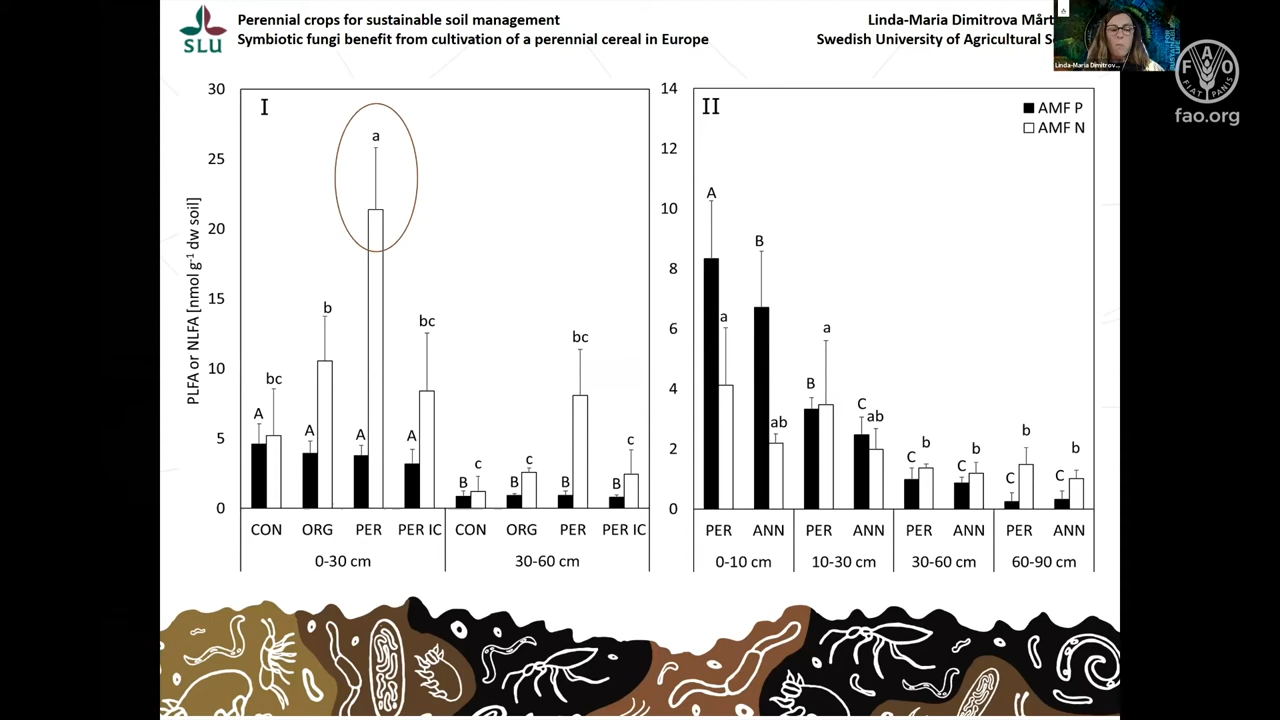 SLU
Perennial crops for sustainable soil management
Symbiotic fungi benefit from cultivation of a perennial cereal in Europe
Linda-Maria Dimitrova Mårt
Swedish University of Agricultural S
Linda-Maria Dimitrov...
FAO
FIAT PANIS
fao.org
PLFA or NLFA [nmol g-1 dw soil]
30
25
20
15
10
5
0
I
A bc
A b
A a
A bc
B c
B c
B bc
B c
CON ORG PER PER IC CON ORG PER PER IC
0-30 cm 30-60 cm
14
12
10
8
6
4
2
0
II
AMF P
AMF N
A a
B ab
B a
C ab
C b
C b
C b
C b
PER ANN PER ANN PER ANN PER ANN
0-10 cm 10-30 cm 30-60 cm 60-90 cm